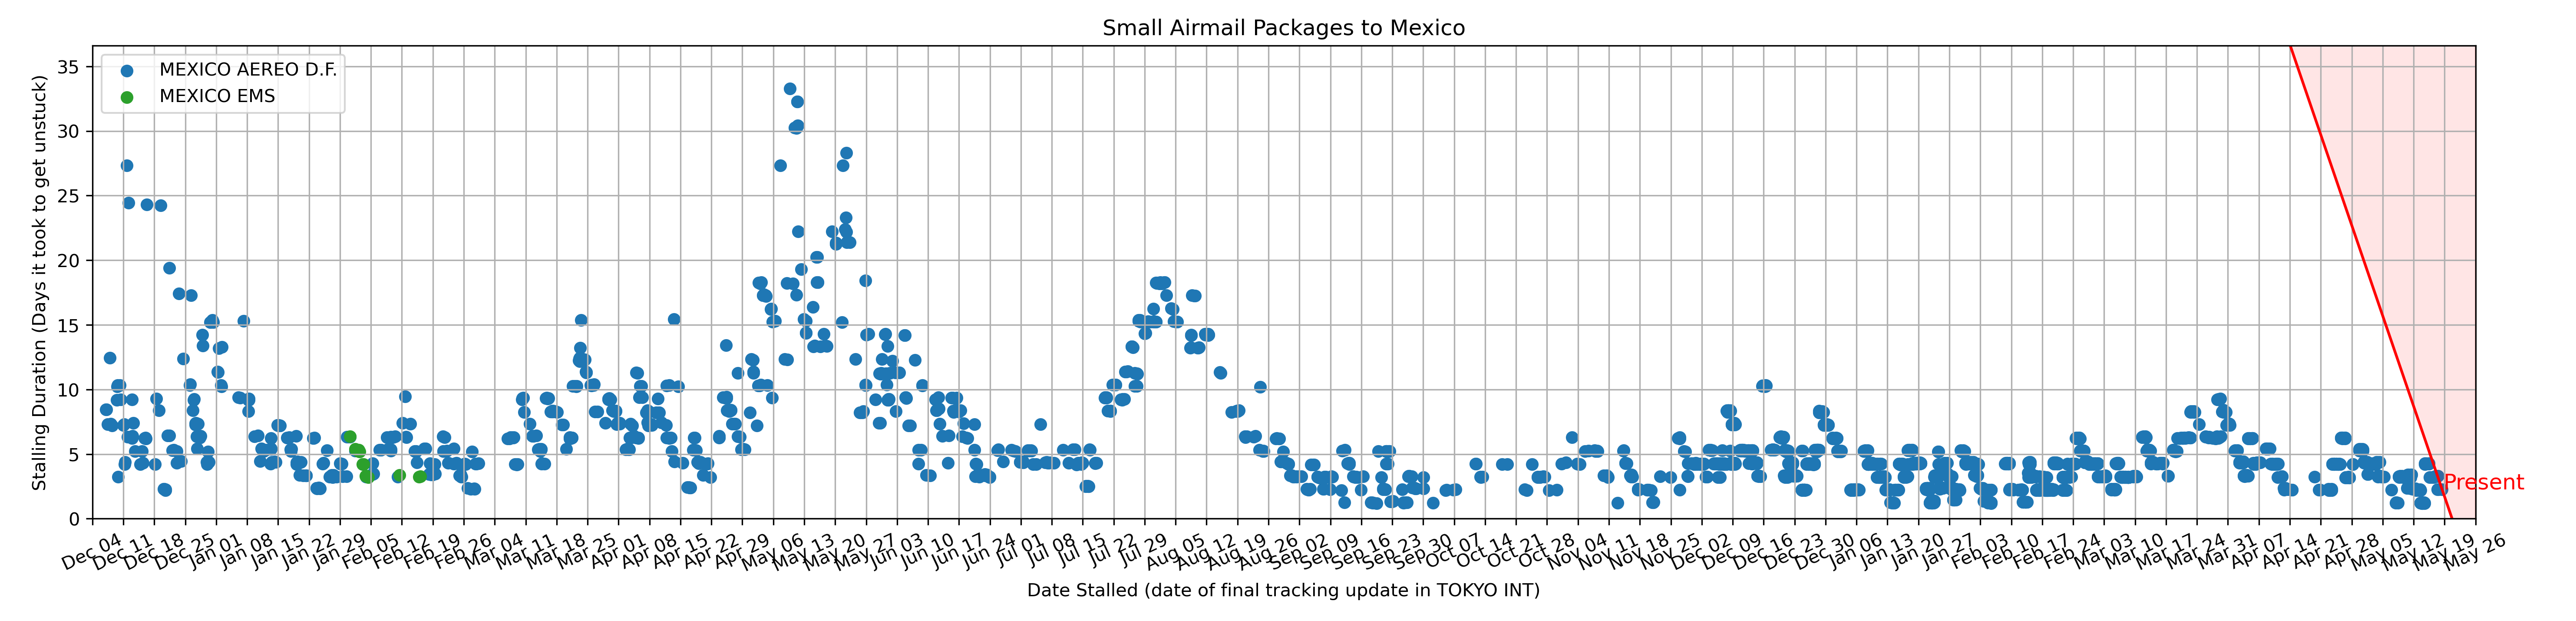 Small Airmail Packages to Mexico
MEXICO AEREO D.F.
MEXICO EMS
Stalling Duration (Days it took to get unstuck)
35
30
25
20
15
10
5
0
Present
Dec 04 Dec 11 Dec 18 Dec 25 Jan 01 Jan 08 Jan 15 Jan 22 Jan 29 Feb 05 Feb 12 Feb 19 Feb 26 Mar 04 Mar 11 Mar 18 Mar 25 Apr 01 Apr 08 Apr 15 Apr 22 Apr 29 May 06 May 13 May 20 May 27 Jun 03 Jun 10 Jun 17 Jun 24 Jul 01 Jul 08 Jul 15 Jul 22 Jul 29 Aug 05 Aug 12 Aug 19 Aug 26 Sep 02 Sep 09 Sep 16 Sep 23 Sep 30 Oct 07 Oct 14 Oct 21 Oct 28 Nov 04 Nov 11 Nov 18 Nov 25 Dec 02 Dec 09 Dec 16 Dec 23 Dec 30 Jan 06 Jan 13 Jan 20 Jan 27 Feb 03 Feb 10 Feb 17 Feb 24 Mar 03 Mar 10 Mar 17 Mar 24 Mar 31 Apr 07 Apr 14 Apr 21 Apr 28 May 05 May 12 May 19 May 26
Date Stalled (date of final tracking update in TOKYO INT)